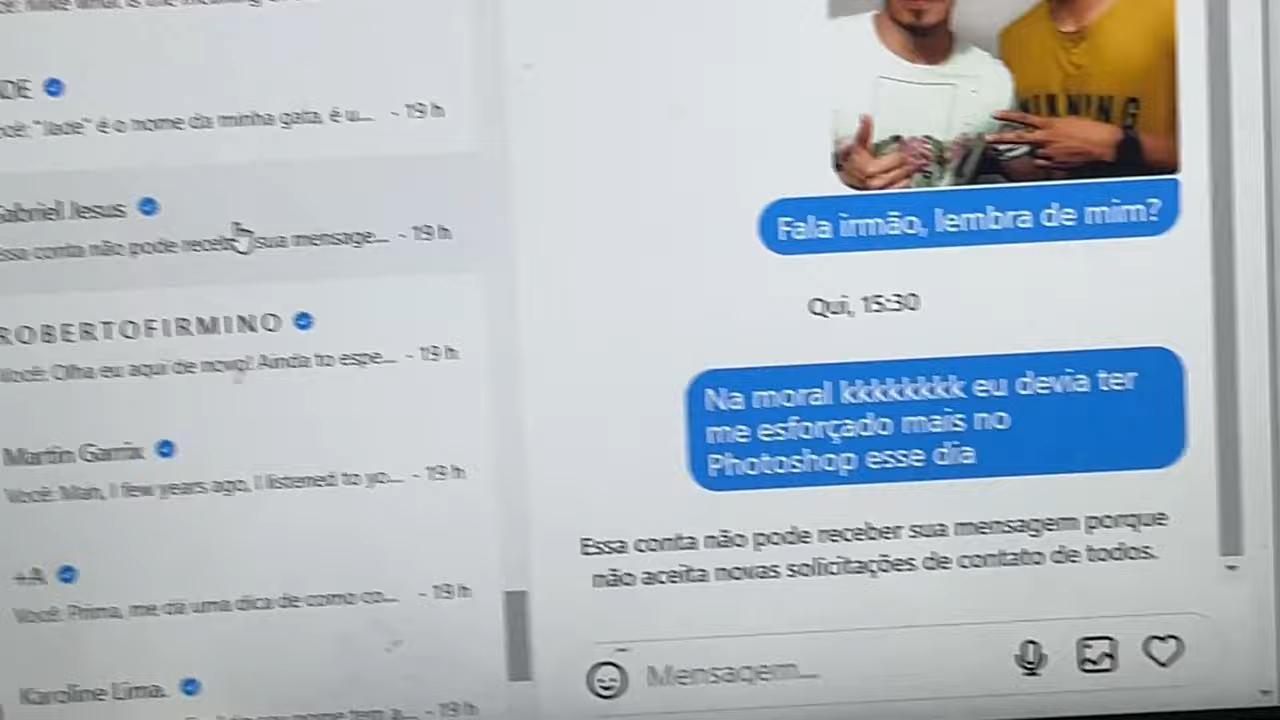 DE
"Jade" é o nome da minha gata, é u... - 19 h
Gabriel Jesus
Essa conta não pode receb sua mensage... - 19 h
ROBERTOFIRMINO
Você: Olha eu aqui de novo! Ainda to espe... - 19 h
Martin Garrix
Você: Man, I few years ago, I listened to yo... - 19 h
+A
Você: Prima, me da uma dica de como co... - 19 h
Karoline Lima.
- 19 h
Fala irmão, lembra de mim?
Qui, 15:30
Na moral kkkkkkkk eu devia ter
me esforçado mais no
Photoshop esse dia
Essa conta não pode receber sua mensagem porque
não aceita novas solicitações de contato de todos.
Mensagem...